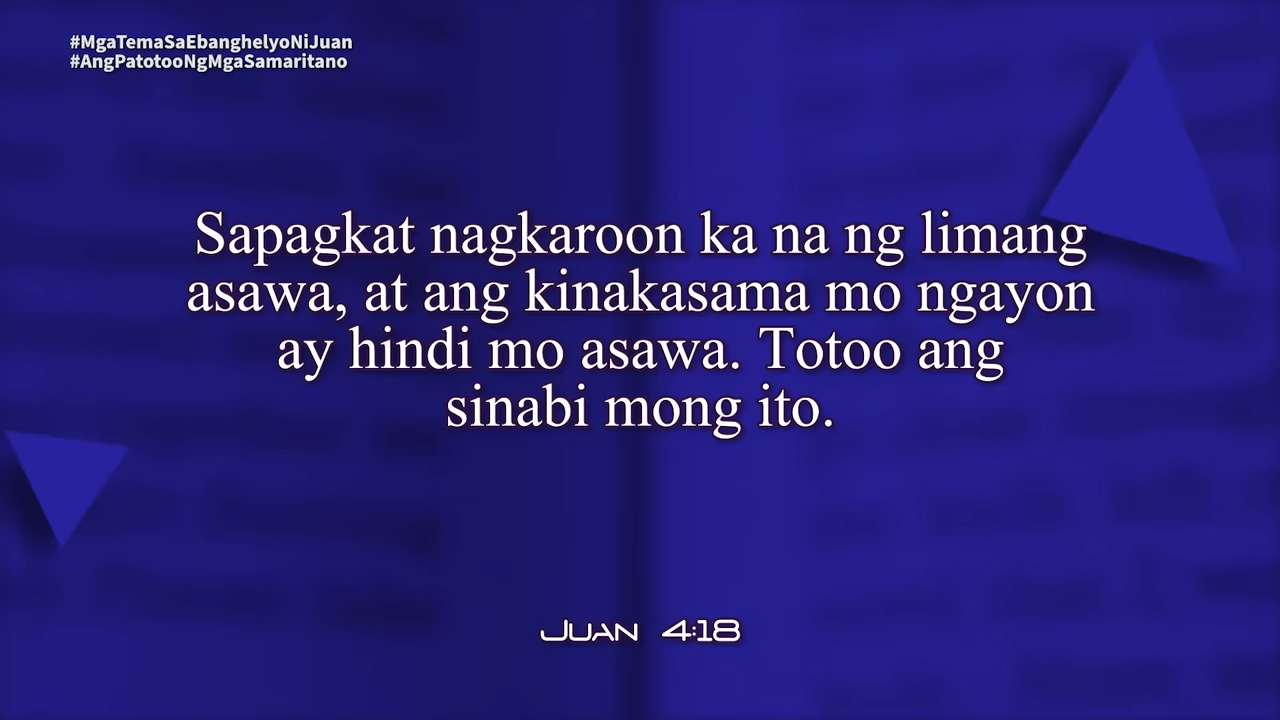 #MgaTemaSaEbanghelyoNiJuan
#AngPatotooNgMgaSamaritano
Sapagkat nagkaroon ka na ng limang
asawa, at ang kinakasama mo ngayon
ay hindi mo asawa. Totoo ang
sinabi mong ito.
Juan 4:18